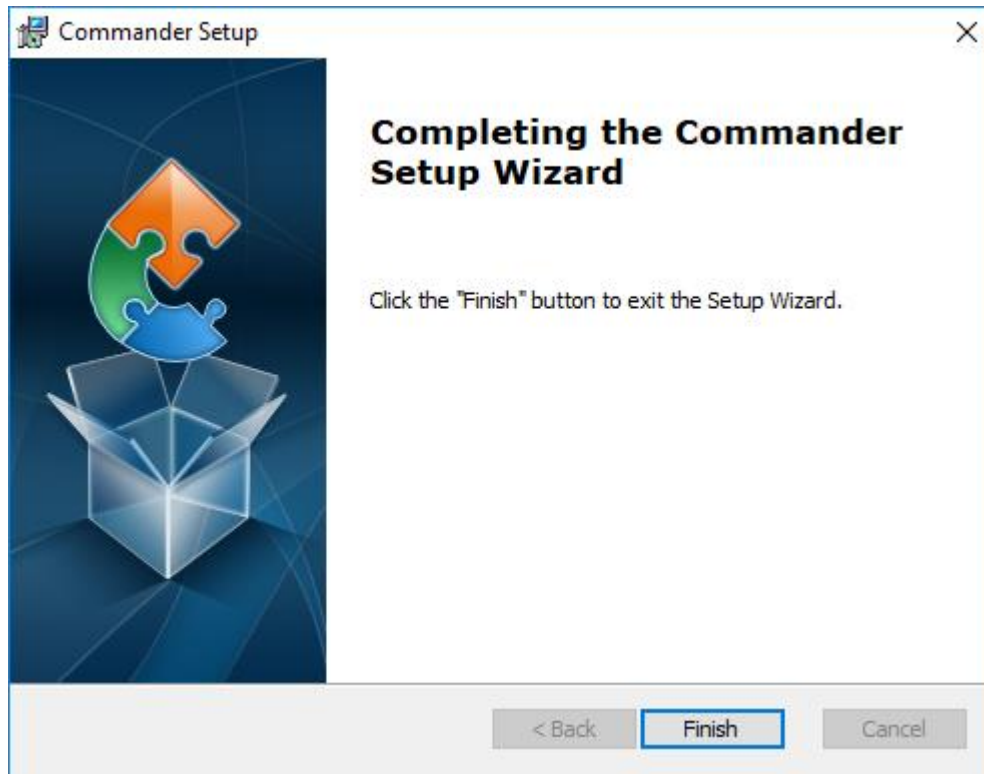 Commander Setup
Completing the Commander
Setup Wizard
Click the "Finish" button to exit the Setup Wizard.
< Back
Finish
Cancel